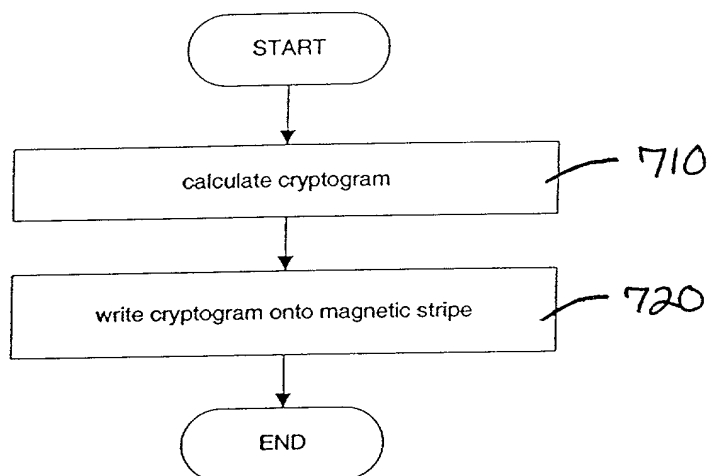 START
calculate cryptogram
710
write cryptogram onto magnetic stripe
720
END